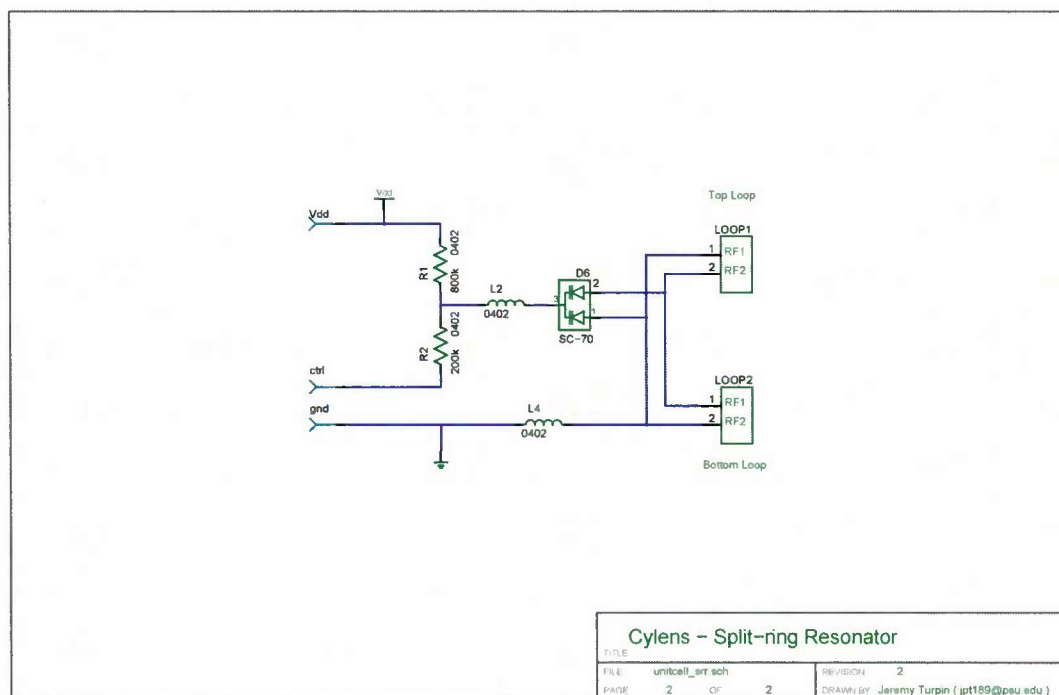 Vdd
Vdd
R1
800k
0402
L2
0402
R2
200k
0402
ctrl
gnd
L4
0402
D6
3
2
1
SC-70
Top Loop
LOOP1
1 RF1
2 RF2
LOOP2
1 RF1
2 RF2
Bottom Loop
Cylens - Split-ring Resonator
TITLE
FILE: unitcell_srr.sch
REVISION: 2
PAGE 2 OF 2
DRAWN BY: Jeremy Turpin ( jpt189@psu.edu )